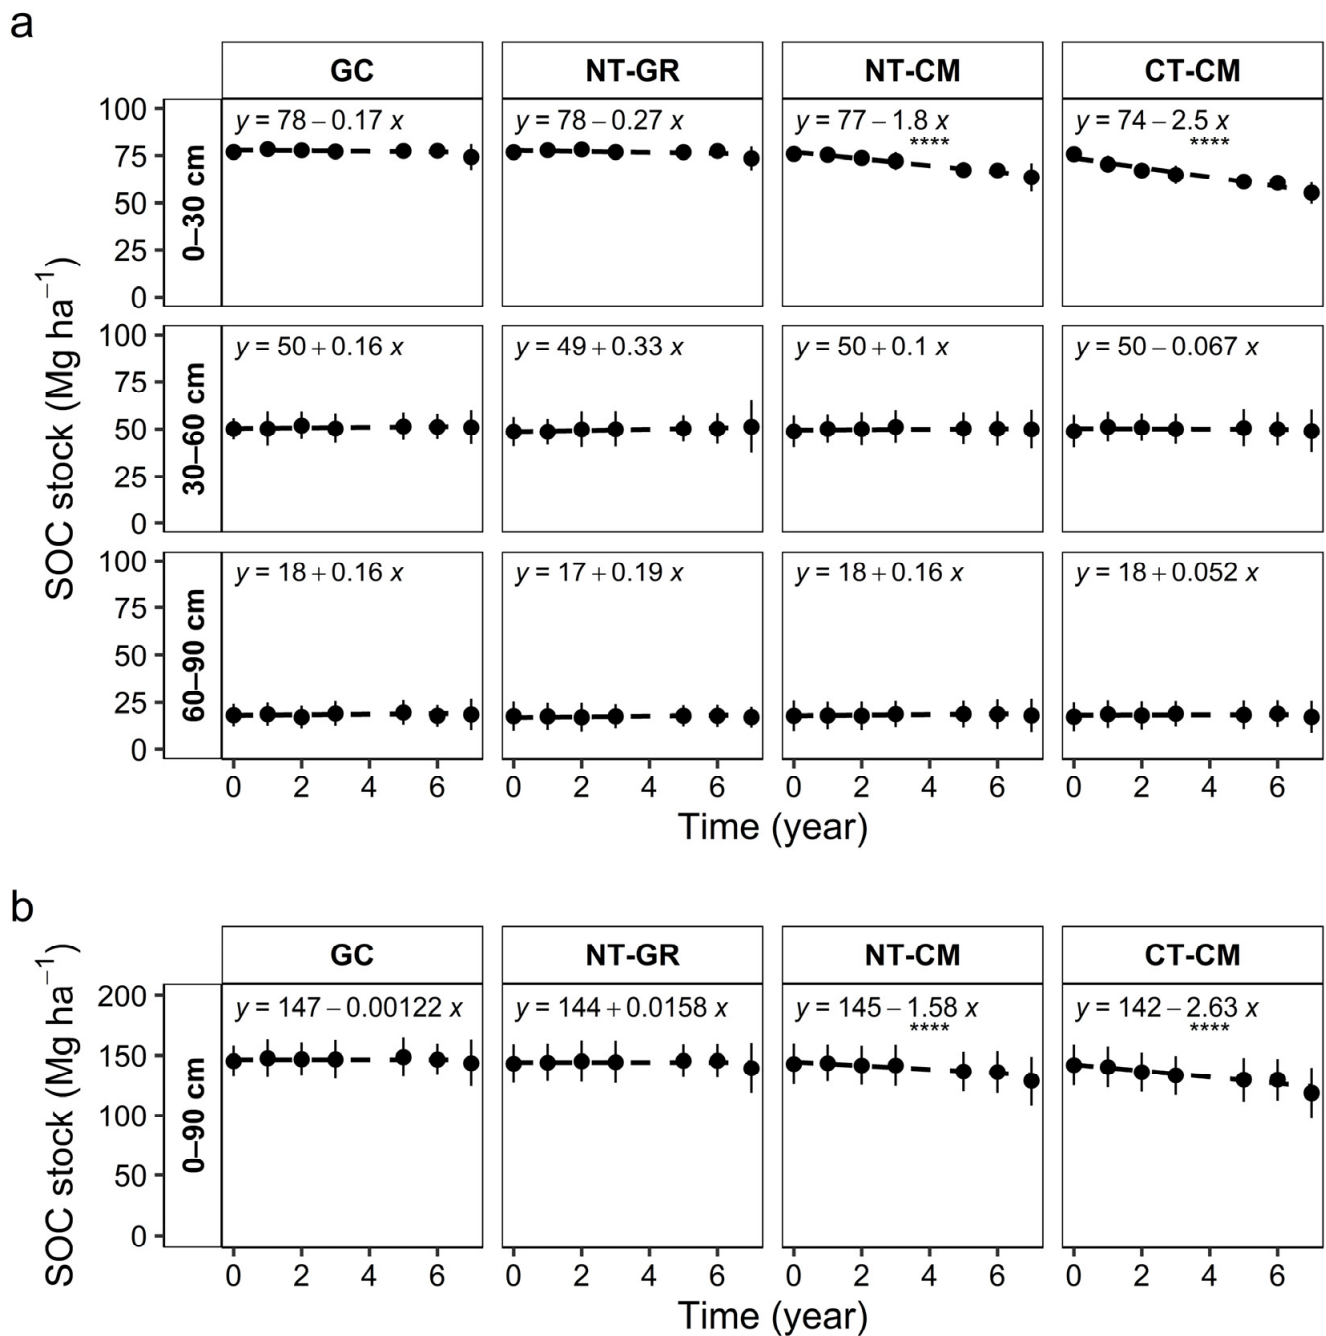 a
GC NT-GR NT-CM CT-CM
SOC stock (Mg ha⁻¹)
0–30 cm
100
75
50
25
0
y = 78 − 0.17 x
y = 78 − 0.27 x
y = 77 − 1.8 x
****
y = 74 − 2.5 x
****
30–60 cm
100
75
50
25
0
y = 50 + 0.16 x
y = 49 + 0.33 x
y = 50 + 0.1 x
y = 50 − 0.067 x
60–90 cm
100
75
50
25
0
y = 18 + 0.16 x
y = 17 + 0.19 x
y = 18 + 0.16 x
y = 18 + 0.052 x
0 2 4 6 0 2 4 6 0 2 4 6 0 2 4 6
Time (year)
b
GC NT-GR NT-CM CT-CM
SOC stock (Mg ha⁻¹)
0–90 cm
200
150
100
50
0
y = 147 − 0.00122 x
y = 144 + 0.0158 x
y = 145 − 1.58 x
****
y = 142 − 2.63 x
****
0 2 4 6 0 2 4 6 0 2 4 6 0 2 4 6
Time (year)